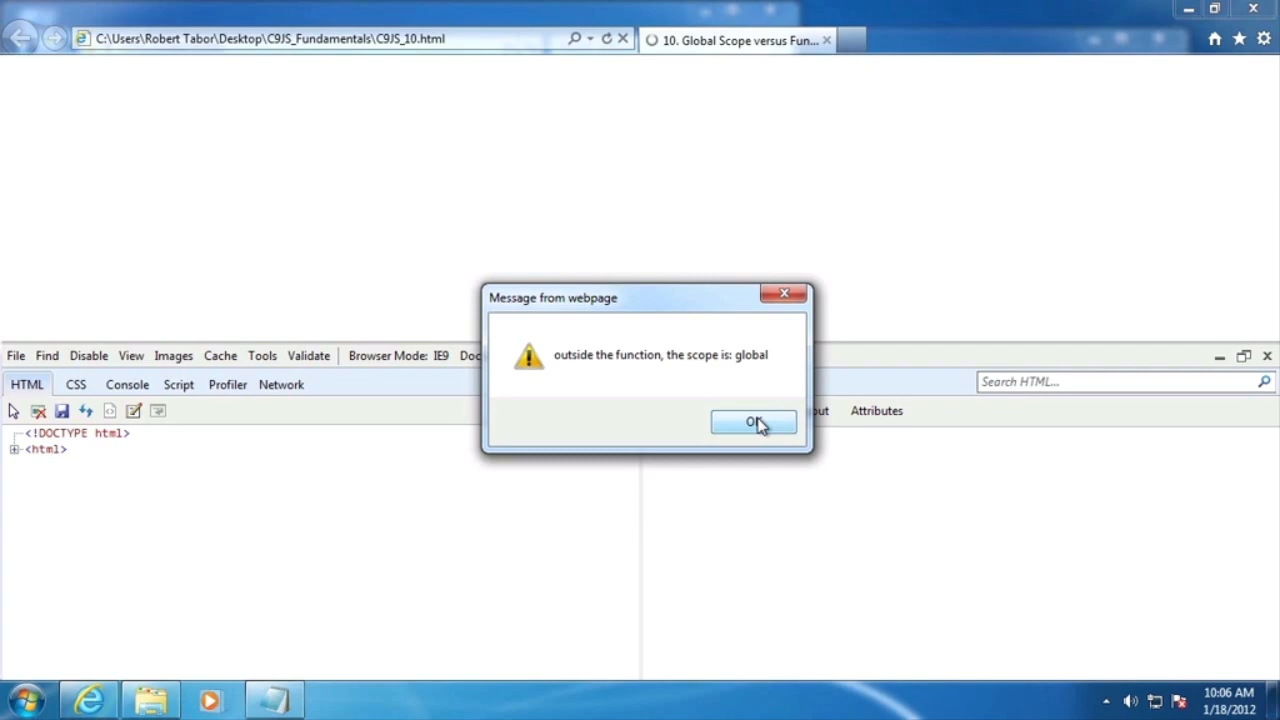 C:\Users\Robert Tabor\Desktop\C9JS_Fundamentals\C9JS_10.html
10. Global Scope versus Fun...
Message from webpage
outside the function, the scope is: global
OK
File Find Disable View Images Cache Tools Validate Browser Mode: IE9 Doc
HTML CSS Console Script Profiler Network
Search HTML...
Attributes
<!DOCTYPE html>
<html>
10:06 AM
1/18/2012